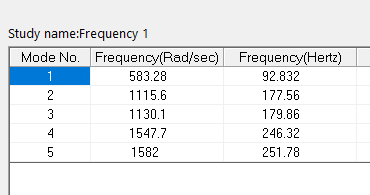 Study name:Frequency 1
Mode No. Frequency(Rad/sec) Frequency(Hertz)
1 583.28 92.832
2 1115.6 177.56
3 1130.1 179.86
4 1547.7 246.32
5 1582 251.78